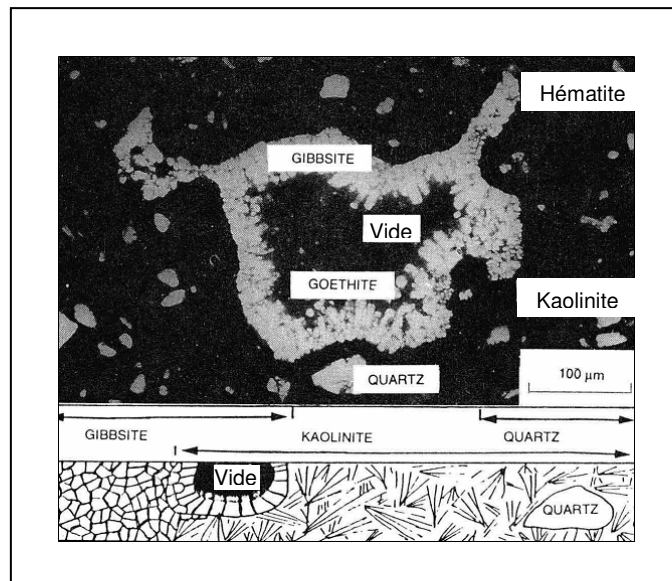 Hématite
GIBBSITE
Vide
GOETHITE
Kaolinite
QUARTZ
100 μm
GIBBSITE KAOLINITE QUARTZ
Vide
QUARTZ